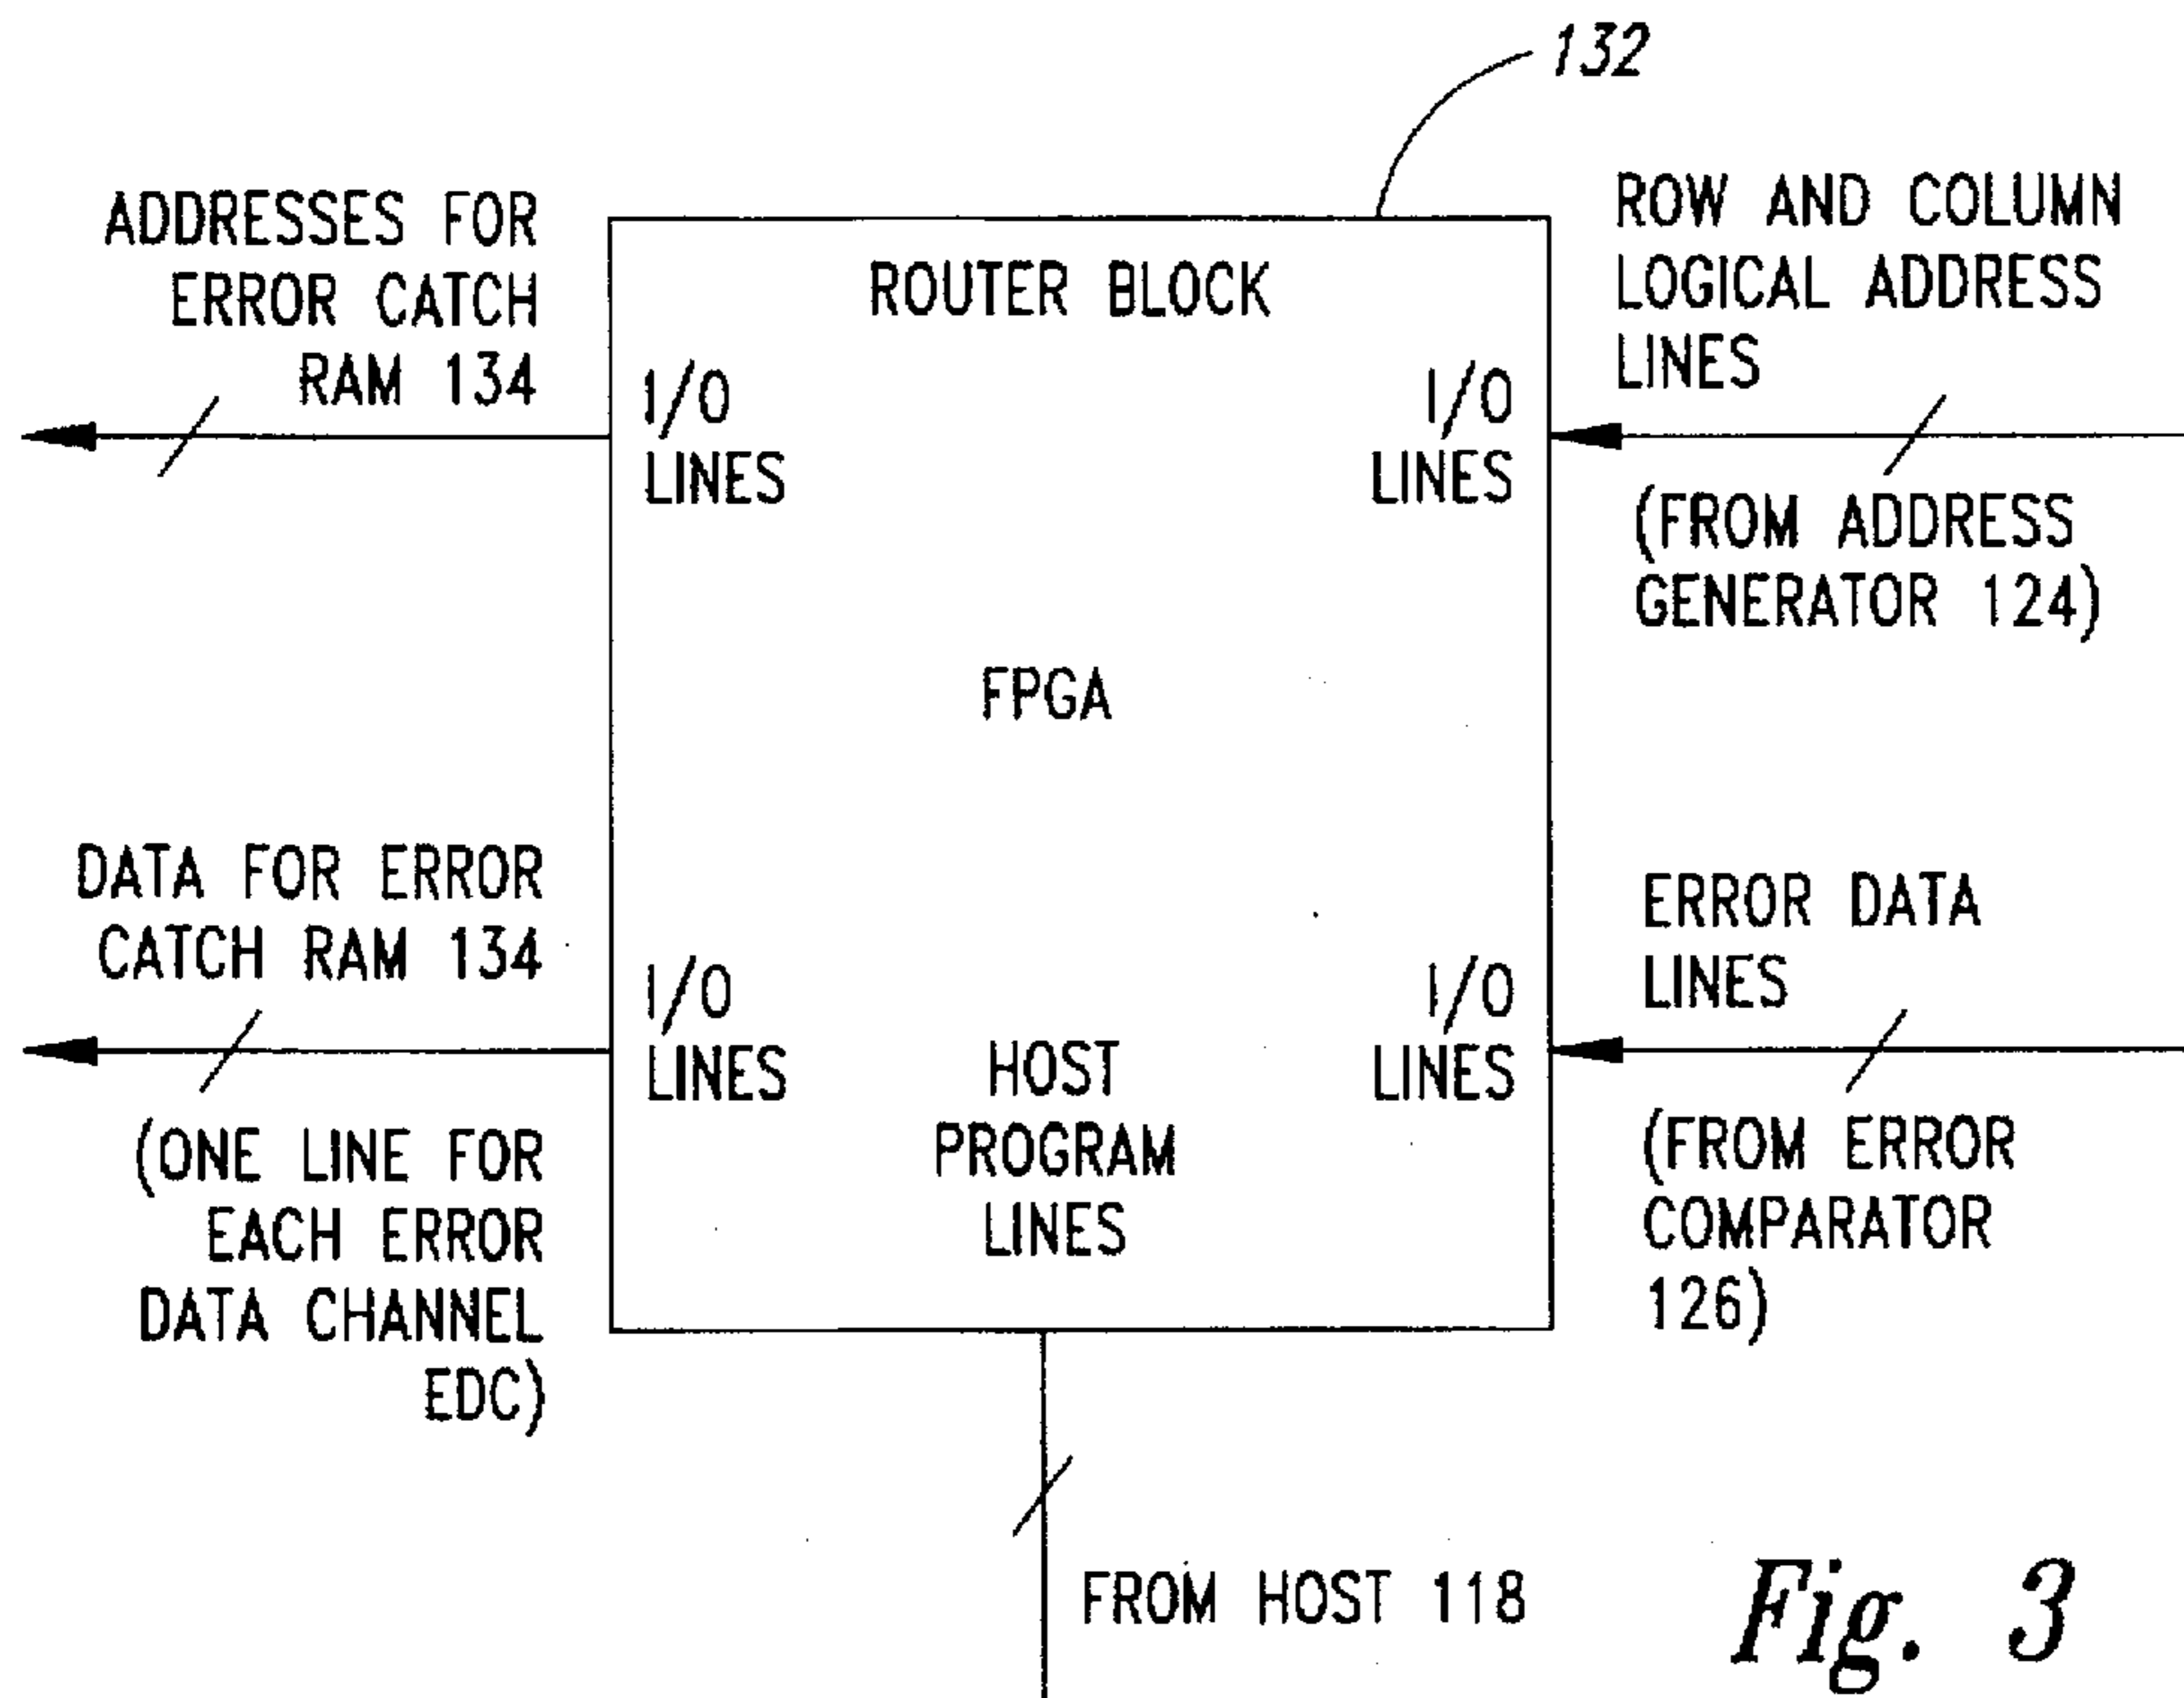 132
ADDRESSES FOR
ERROR CATCH
RAM 134
ROUTER BLOCK
I/O
LINES
I/O
LINES
ROW AND COLUMN
LOGICAL ADDRESS
LINES
(FROM ADDRESS
GENERATOR 124)
FPGA
DATA FOR ERROR
CATCH RAM 134
(ONE LINE FOR
EACH ERROR
DATA CHANNEL
EDC)
I/O
LINES
HOST
PROGRAM
LINES
I/O
LINES
ERROR DATA
LINES
(FROM ERROR
COMPARATOR
126)
FROM HOST 118
Fig. 3